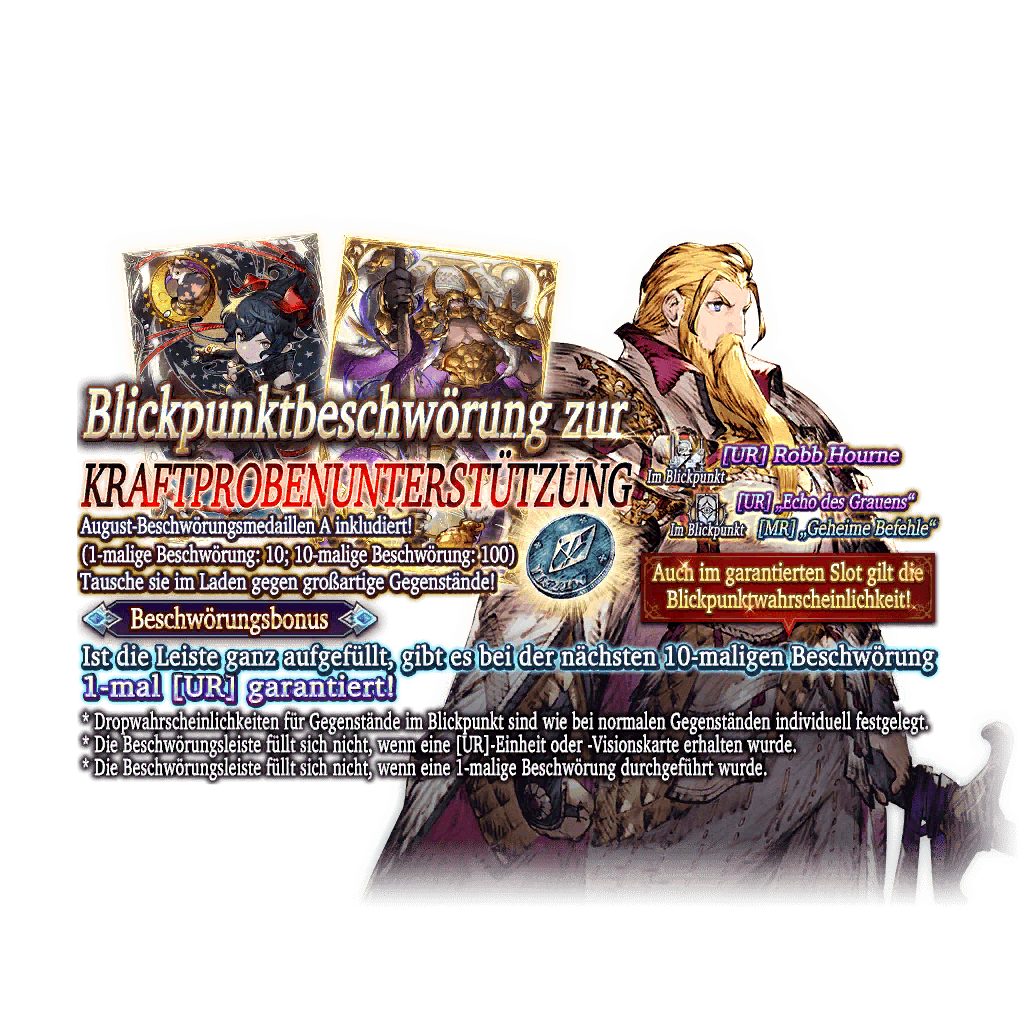 Blickpunktbeschwörung zur
KRAFTPROBENUNTERSTÜTZUNG
August-Beschwörungsmedaillen A inkludiert!
(1-malige Beschwörung: 10; 10-malige Beschwörung: 100)
Tausche sie im Laden gegen großartige Gegenstände!
Im Blickpunkt
[UR] Robb Hourne
Im Blickpunkt
[UR] „Echo des Grauens“
[MR] „Geheime Befehle“
Auch im garantierten Slot gilt die
Blickpunktwahrscheinlichkeit!
Beschwörungsbonus
Ist die Leiste ganz aufgefüllt, gibt es bei der nächsten 10-maligen Beschwörung
1-mal [UR] garantiert!
* Dropwahrscheinlichkeiten für Gegenstände im Blickpunkt sind wie bei normalen Gegenständen individuell festgelegt.
* Die Beschwörungsleiste füllt sich nicht, wenn eine [UR]-Einheit oder -Visionskarte erhalten wurde.
* Die Beschwörungsleiste füllt sich nicht, wenn eine 1-malige Beschwörung durchgeführt wurde.